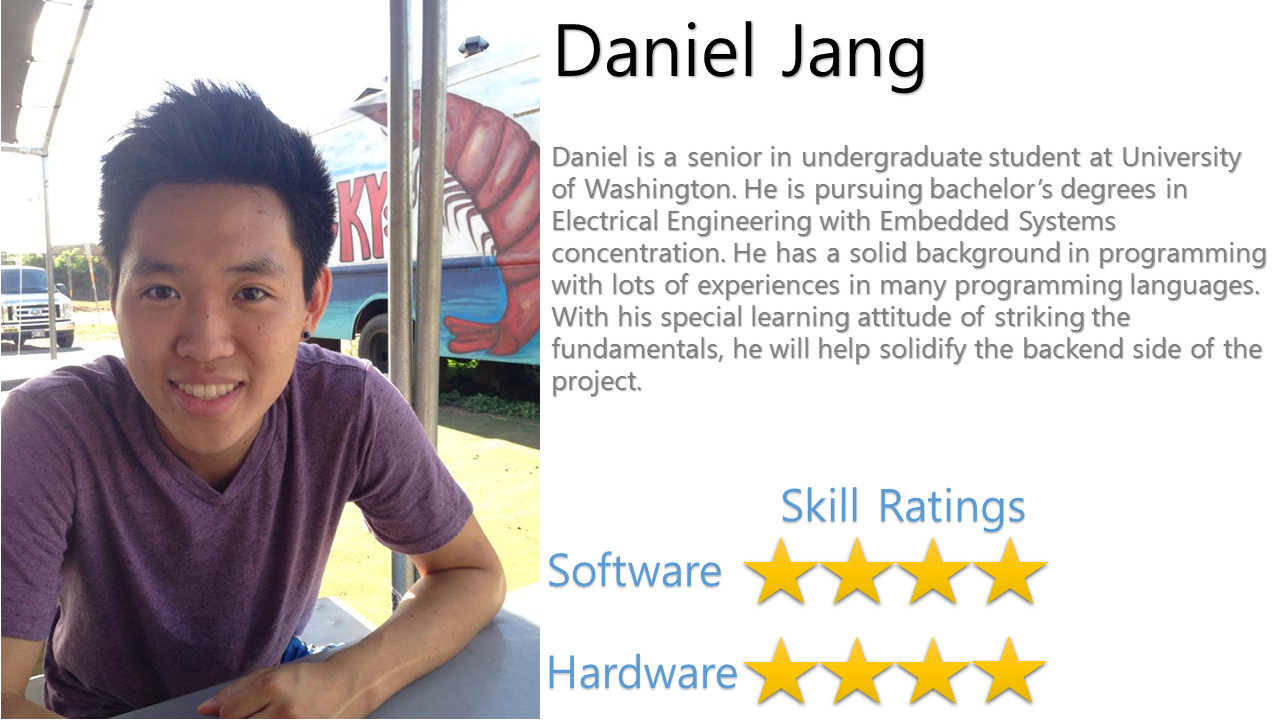 Daniel Jang
Daniel is a senior in undergraduate student at University
of Washington. He is pursuing bachelor’s degrees in
Electrical Engineering with Embedded Systems
concentration. He has a solid background in programming
with lots of experiences in many programming languages.
With his special learning attitude of striking the
fundamentals, he will help solidify the backend side of the
project.
Skill Ratings
Software
Hardware
KY